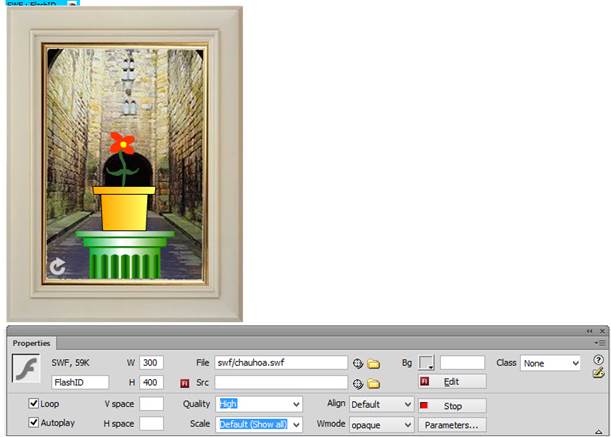 SWF : FlashID
Properties
SWF, 59K W 300 File swf/chauhoa.swf Bg Class None
FlashID H 400 Src Edit
Loop V space Quality High Align Default Stop
Autoplay H space Scale Default (Show all) Wmode opaque Parameters...